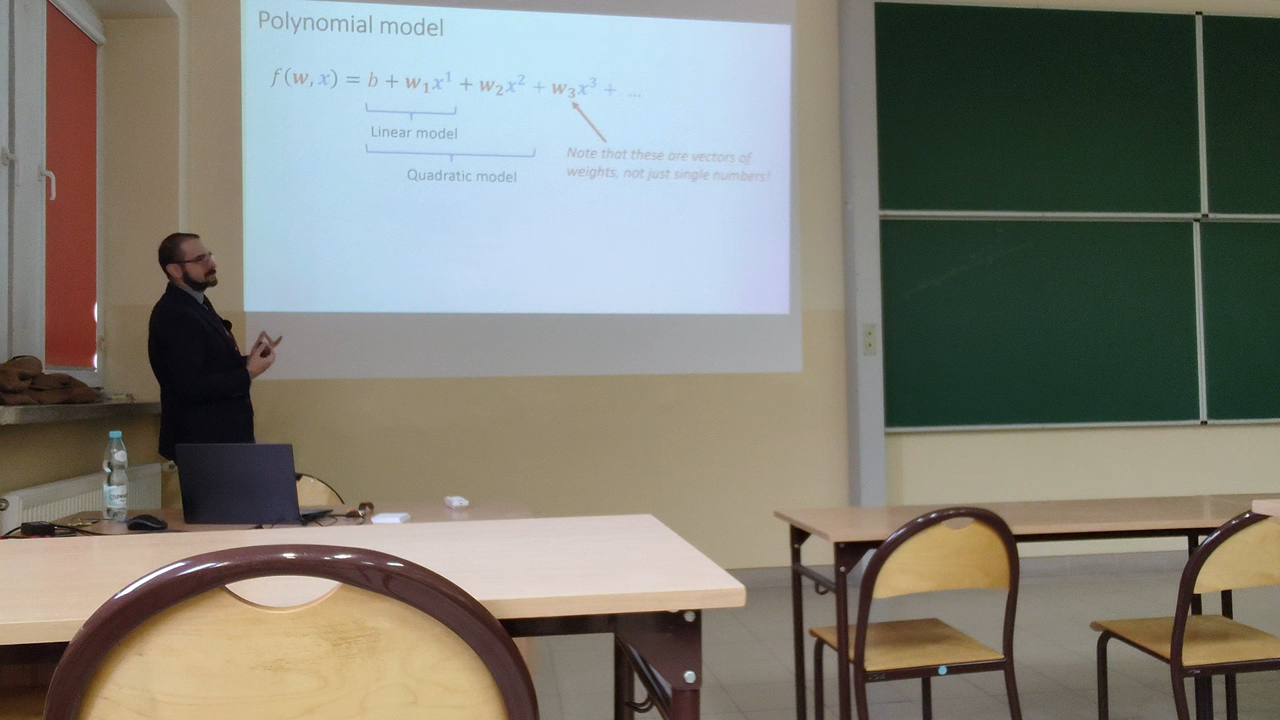 Polynomial model
f(w, x) = b + w₁x¹ + w₂x² + w₃x³ + ...
Linear model
Quadratic model
Note that these are vectors of
weights, not just single numbers!